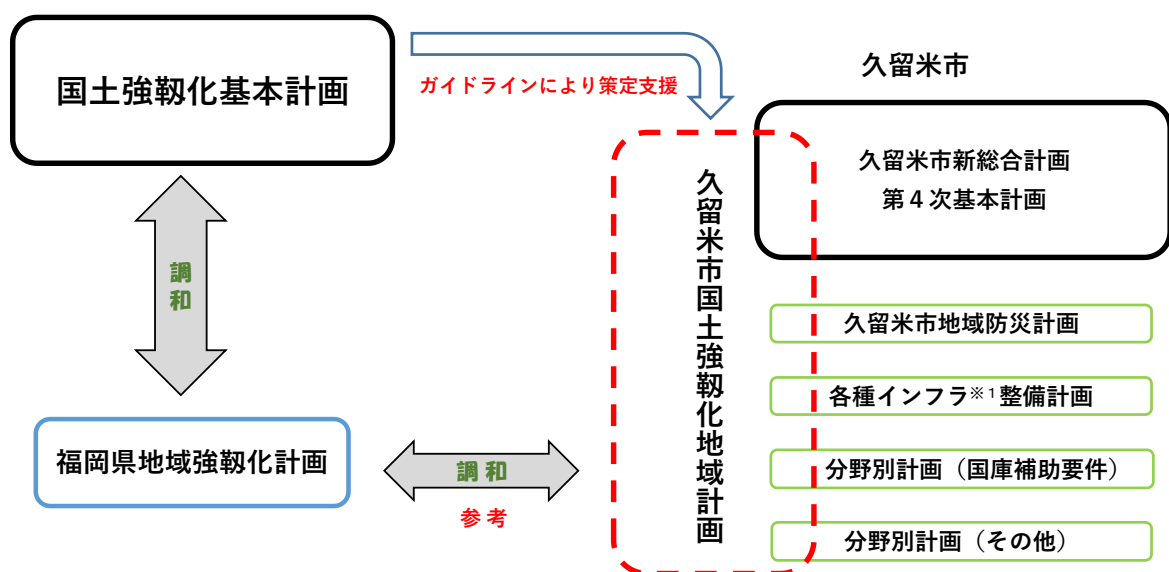 国土強靱化基本計画
ガイドラインにより策定支援
久留米市
久留米市新総合計画
第4次基本計画
調和
久留米市国土強靱化地域計画
久留米市地域防災計画
各種インフラ※1整備計画
福岡県地域強靱化計画
調和
参考
分野別計画（国庫補助要件）
分野別計画（その他）